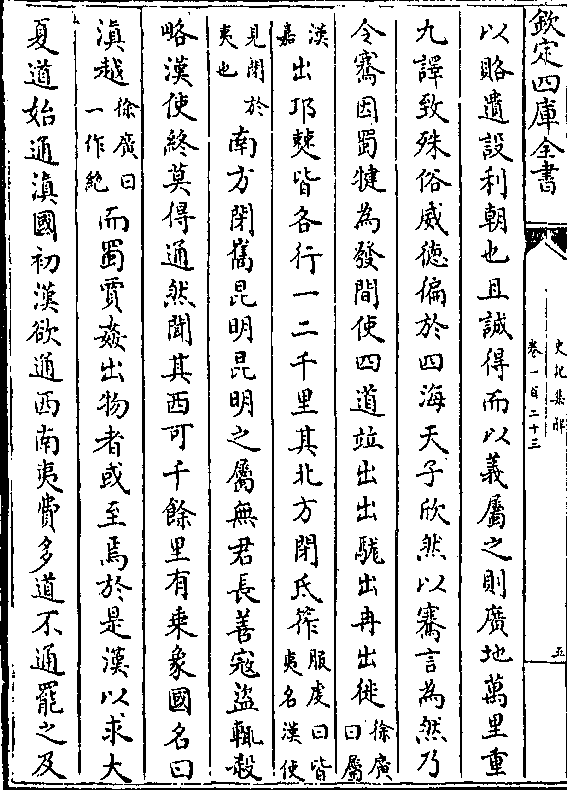 欽定四庫全書
史記集解
卷一百二十三
五
以賂遺設利朝也且誠得而以義屬之則廣地萬里重
九譯致殊俗威德徧於四海天子欣然以騫言為然乃
令騫因蜀犍為發間使四道竝出出駹出冉出徙徐廣曰屬
漢嘉出邛僰皆各行一二千里其北方閉氐筰服虔曰皆夷名漢使
見閉於夷也南方閉嶲昆明昆明之屬無君長善寇盜輒殺
略漢使終莫得通然聞其西可千餘里有乗象國名曰
滇越徐廣曰一作絶而蜀賈姦出物者或至焉於是漢以求大
夏道始通滇國初漢欲通西南夷費多道不通罷之及